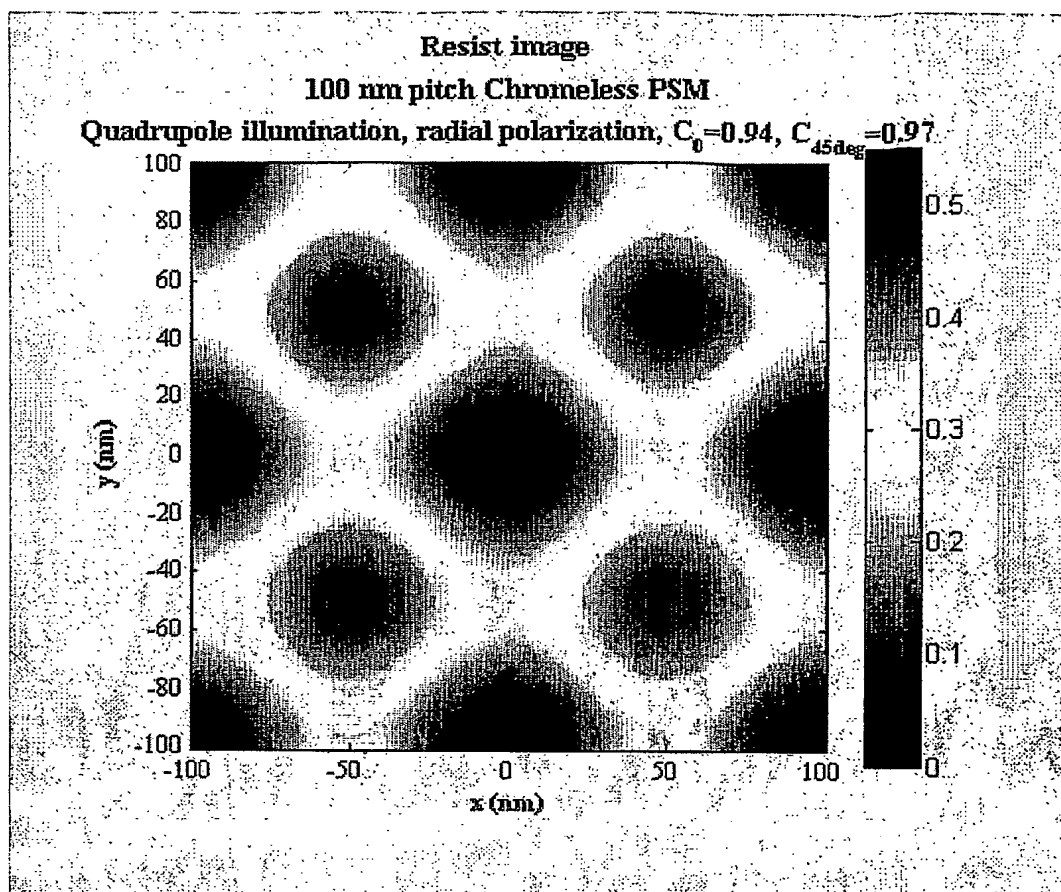 Resist image
100 nm pitch Chromeless PSM
Quadrupole illumination, radial polarization, C0=0.94, C45deg=0.97
100
80
60
40
20
0
-20
-40
-60
-80
-100
y (nm)
-100 -50 0 50 100
x (nm)
0.5
0.4
0.3
0.2
0.1
0